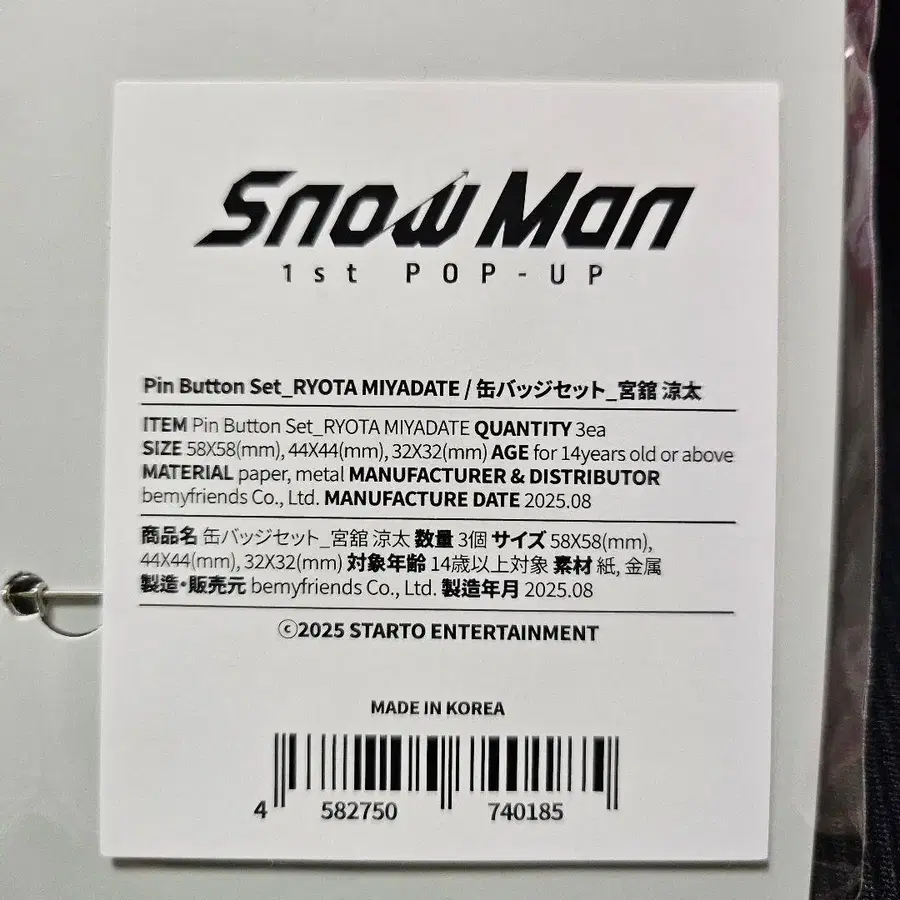 Snow Man
1st POP-UP
Pin Button Set_RYOTA MIYADATE / 缶バッジセット_宮舘 涼太
ITEM Pin Button Set_RYOTA MIYADATE QUANTITY 3ea
SIZE 58X58(mm), 44X44(mm), 32X32(mm) AGE for 14years old or above
MATERIAL paper, metal MANUFACTURER & DISTRIBUTOR
bemyfriends Co., Ltd. MANUFACTURE DATE 2025.08
商品名 缶バッジセット_宮舘 涼太 数量 3個 サイズ 58X58(mm),
44X44(mm), 32X32(mm) 対象年齢 14歳以上対象 素材 紙, 金属
製造・販売元 bemyfriends Co., Ltd. 製造年月 2025.08
ⓒ2025 STARTO ENTERTAINMENT
MADE IN KOREA
4 582750 740185